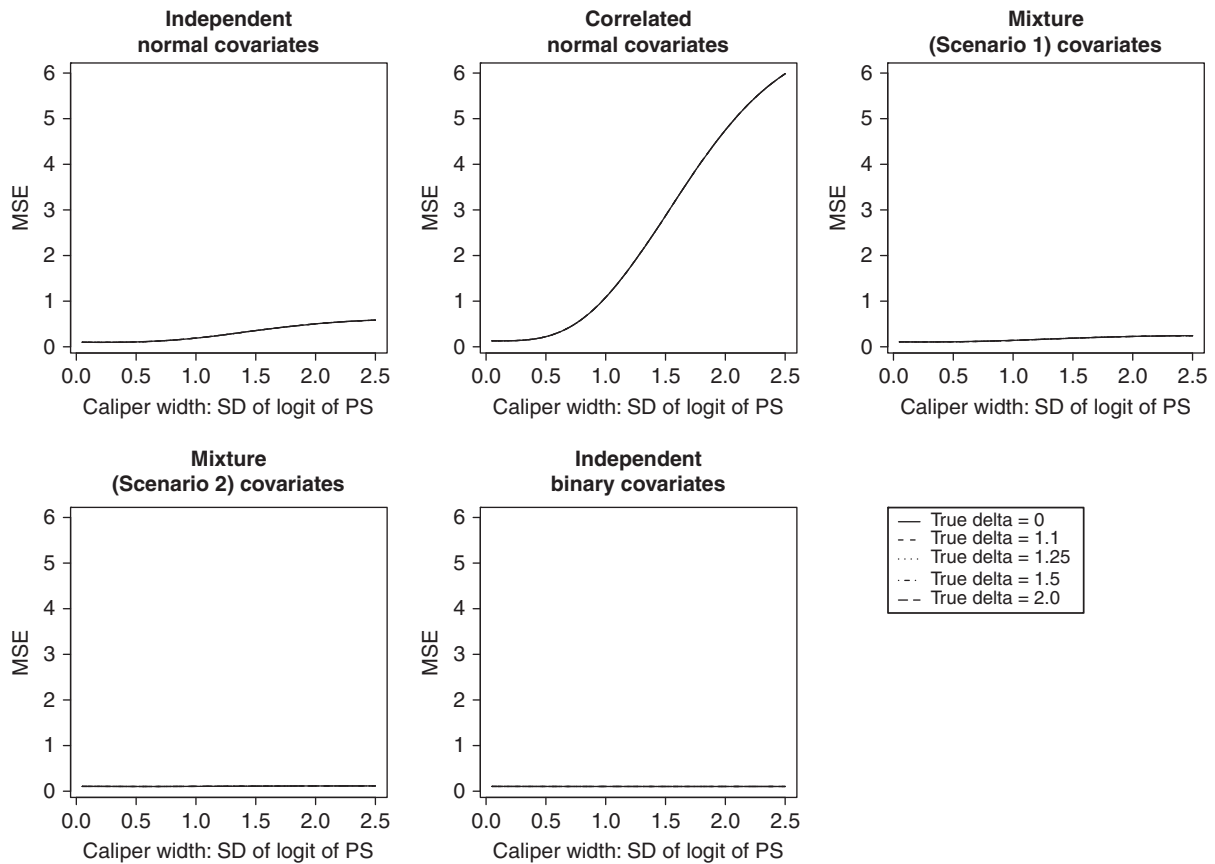 Independent
normal covariates
6
5
4
3
2
1
0
MSE
0.0 0.5 1.0 1.5 2.0 2.5
Caliper width: SD of logit of PS
Correlated
normal covariates
6
5
4
3
2
1
0
MSE
0.0 0.5 1.0 1.5 2.0 2.5
Caliper width: SD of logit of PS
Mixture
(Scenario 1) covariates
6
5
4
3
2
1
0
MSE
0.0 0.5 1.0 1.5 2.0 2.5
Caliper width: SD of logit of PS
Mixture
(Scenario 2) covariates
6
5
4
3
2
1
0
MSE
0.0 0.5 1.0 1.5 2.0 2.5
Caliper width: SD of logit of PS
Independent
binary covariates
6
5
4
3
2
1
0
MSE
0.0 0.5 1.0 1.5 2.0 2.5
Caliper width: SD of logit of PS
True delta = 0
True delta = 1.1
True delta = 1.25
True delta = 1.5
True delta = 2.0